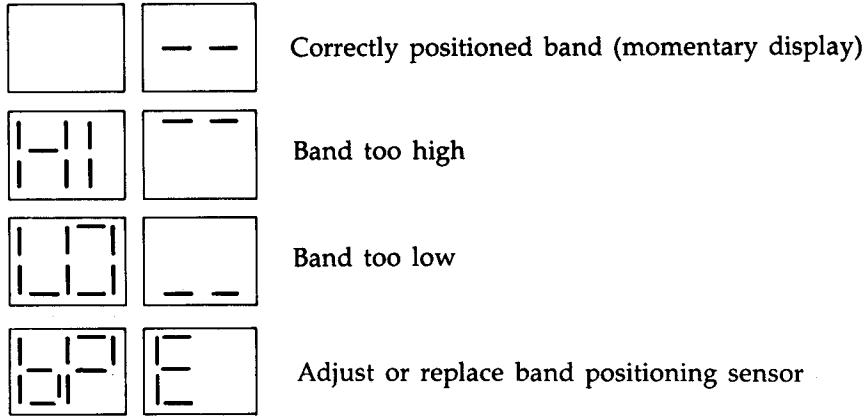 -- Correctly positioned band (momentary display)
HI -- Band too high
LO -- Band too low
bP E Adjust or replace band positioning sensor